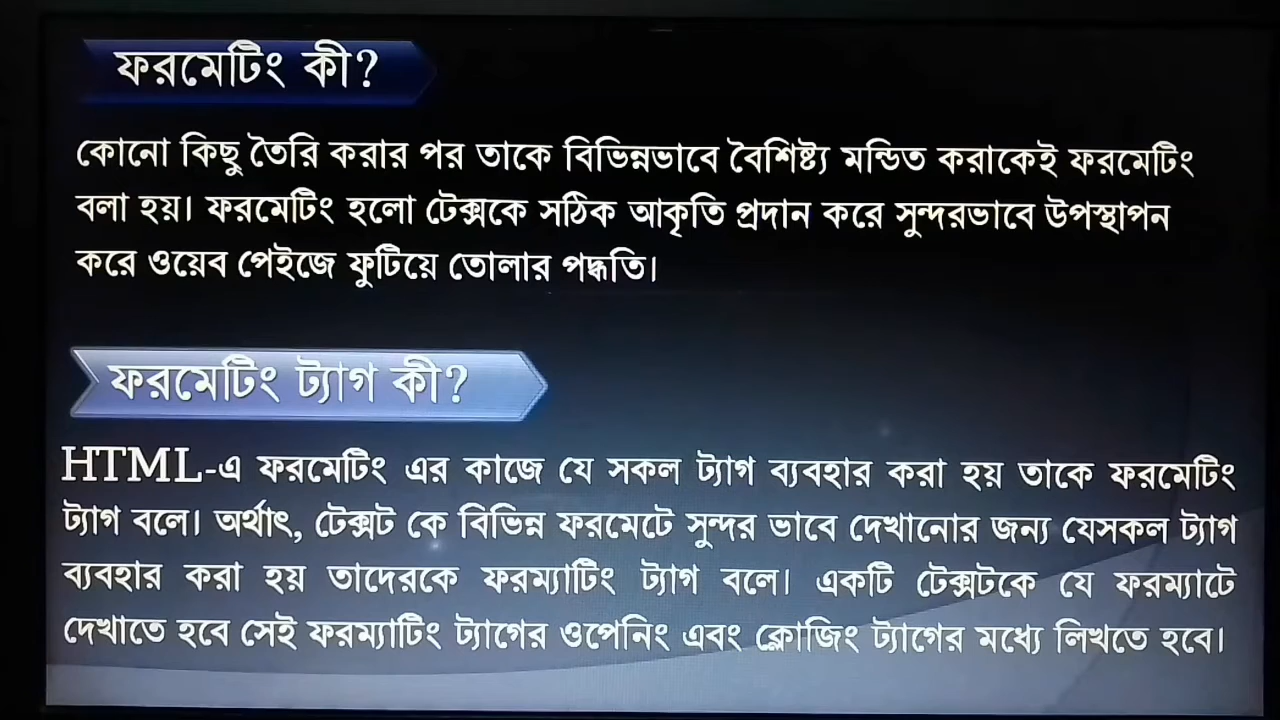 ফরমেটিং কী?
কোনো কিছু তৈরি করার পর তাকে বিভিন্নভাবে বৈশিষ্ট্য মন্ডিত করাকেই ফরমেটিং
বলা হয়। ফরমেটিং হলো টেক্সকে সঠিক আকৃতি প্রদান করে সুন্দরভাবে উপস্থাপন
করে ওয়েব পেইজে ফুটিয়ে তোলার পদ্ধতি।
ফরমেটিং ট্যাগ কী?
HTML-এ ফরমেটিং এর কাজে যে সকল ট্যাগ ব্যবহার করা হয় তাকে ফরমেটিং
ট্যাগ বলে। অর্থাৎ, টেক্সট কে বিভিন্ন ফরমেটে সুন্দর ভাবে দেখানোর জন্য যেসকল ট্যাগ
ব্যবহার করা হয় তাদেরকে ফরম্যাটিং ট্যাগ বলে। একটি টেক্সটকে যে ফরম্যাটে
দেখাতে হবে সেই ফরম্যাটিং ট্যাগের ওপেনিং এবং ক্লোজিং ট্যাগের মধ্যে লিখতে হবে।